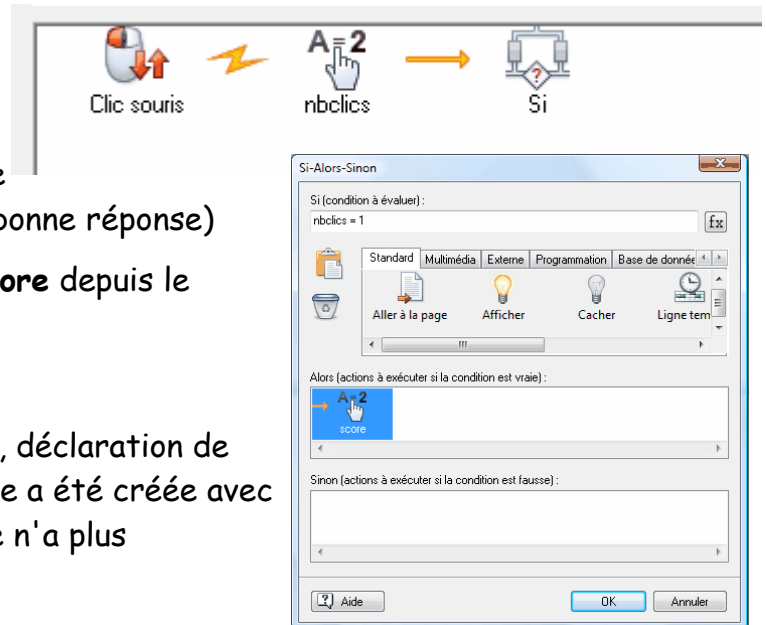 A=2
Clic souris
nbclics
Si
e
bonne réponse)
ore depuis le
, déclaration de
e a été créée avec
e n'a plus
Si-Alors-Sinon
Si (condition à évaluer) :
nbclics = 1
fx
Standard Multimédia Externe Programmation Base de donnée
Aller à la page Afficher Cacher Ligne tem
Alors (actions à exécuter si la condition est vraie) :
A=2
score
Sinon (actions à exécuter si la condition est fausse) :
Aide OK Annuler